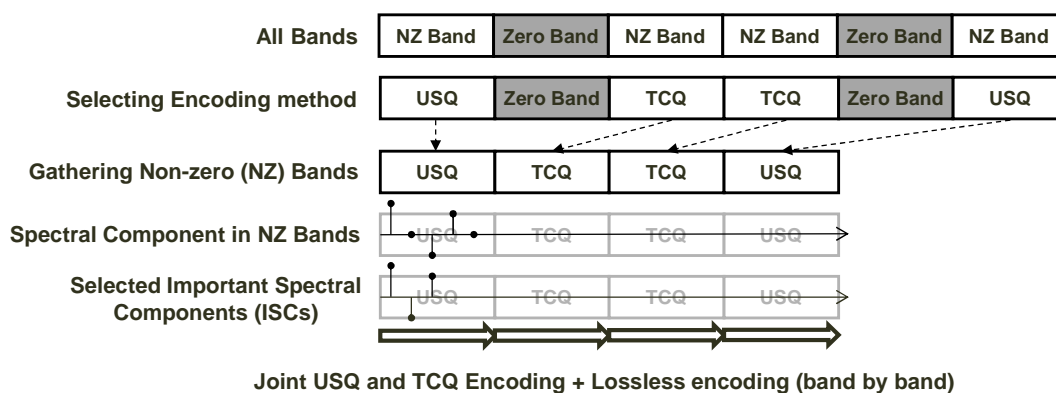 All Bands NZ Band Zero Band NZ Band NZ Band Zero Band NZ Band
Selecting Encoding method USQ Zero Band TCQ TCQ Zero Band USQ
Gathering Non-zero (NZ) Bands USQ TCQ TCQ USQ
Spectral Component in NZ Bands USQ TCQ TCQ USQ
Selected Important Spectral
Components (ISCs) USQ TCQ TCQ USQ
Joint USQ and TCQ Encoding + Lossless encoding (band by band)